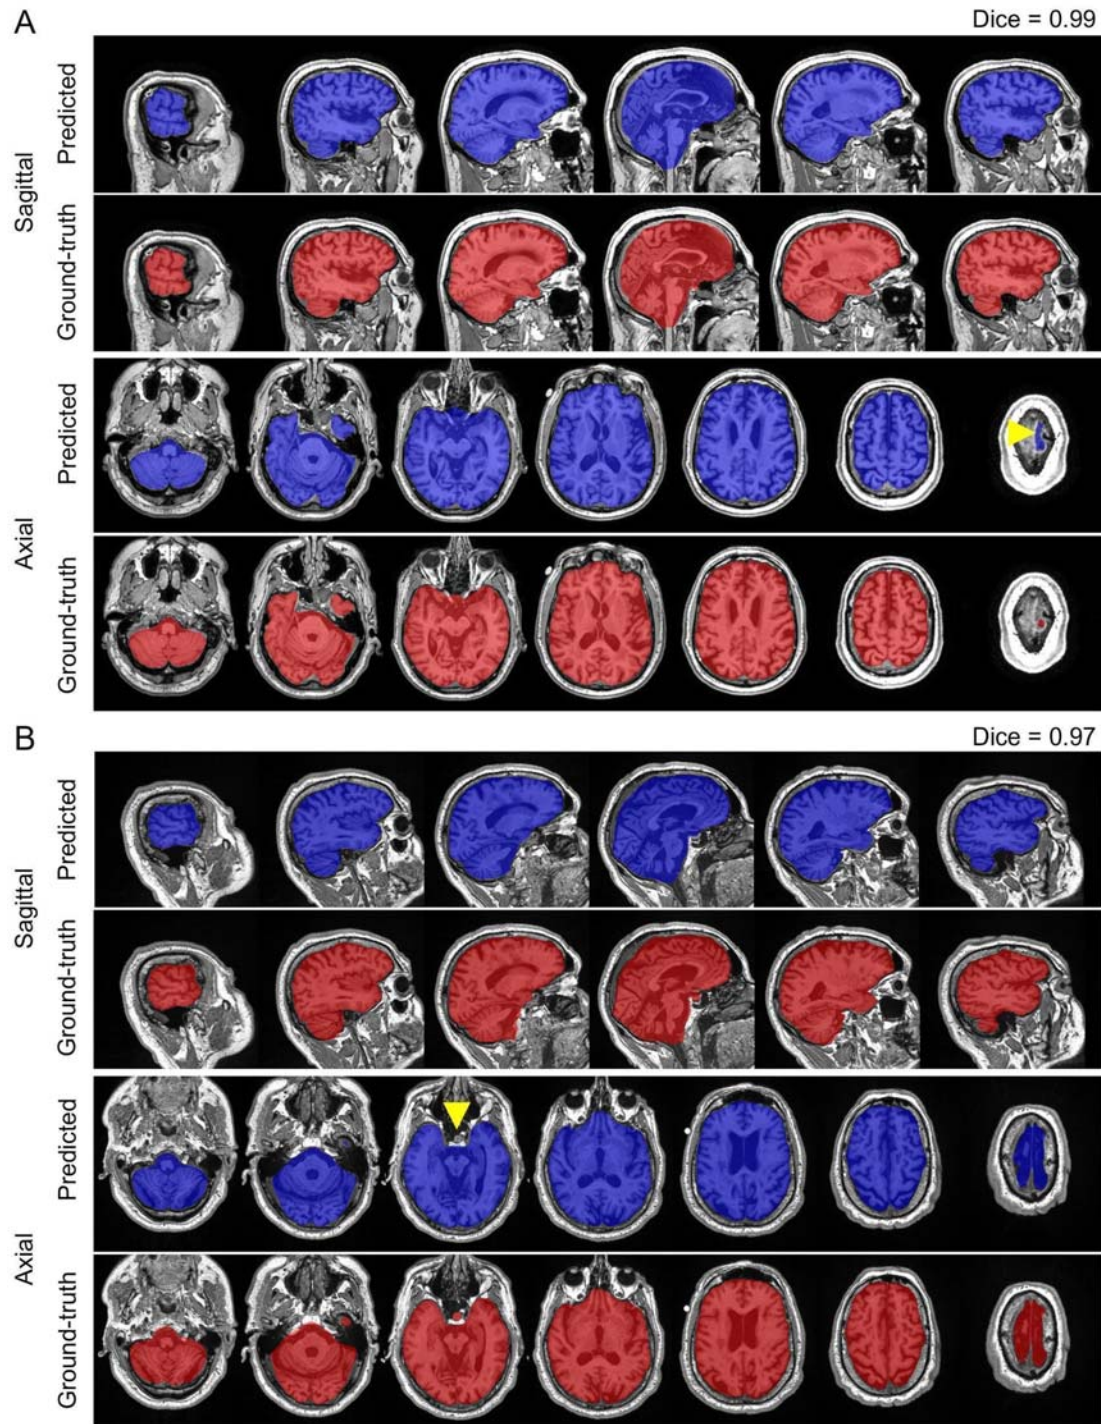 A
Dice = 0.99
Sagittal
Predicted
Ground-truth
Axial
Predicted
Ground-truth
B
Dice = 0.97
Sagittal
Predicted
Ground-truth
Axial
Predicted
Ground-truth